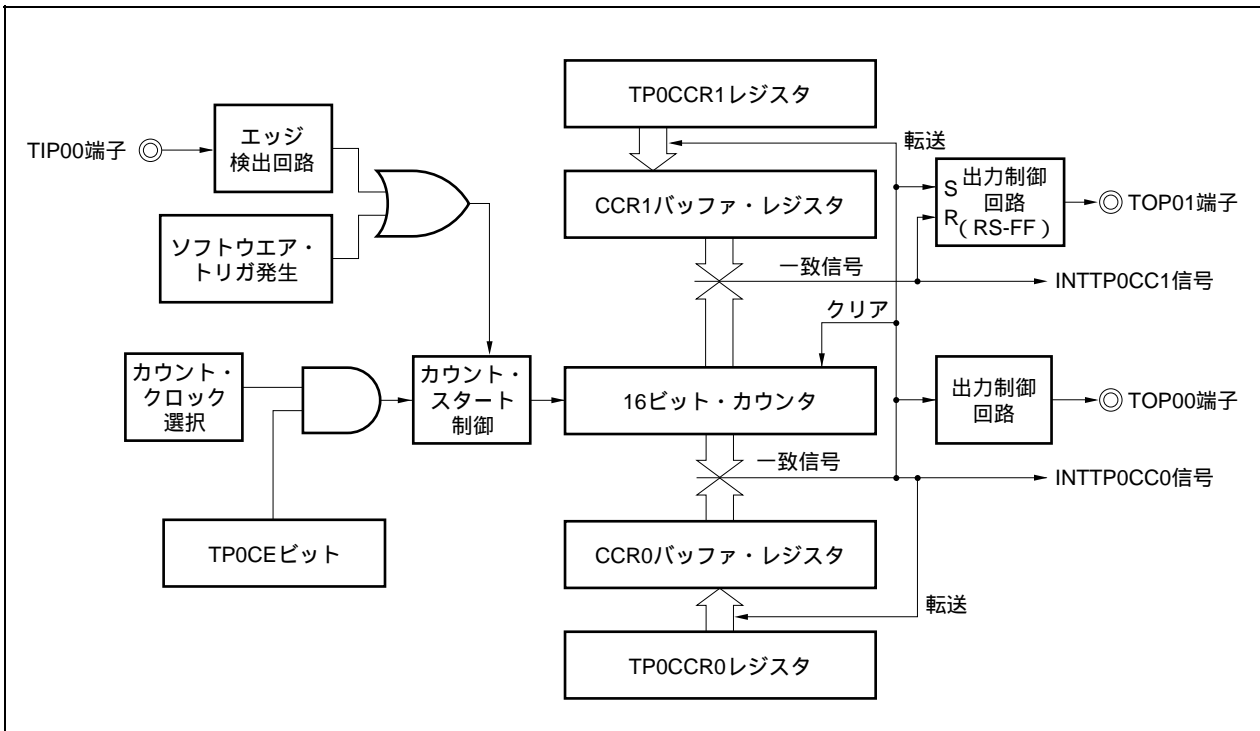 TP0CCR1レジスタ
転送
TIP00端子
エッジ
検出回路
CCR1バッファ・レジスタ
S
R
出力制御
回路
(RS-FF)
TOP01端子
ソフトウエア・
トリガ発生
一致信号
INTTP0CC1信号
クリア
カウント・
クロック
選択
カウント・
スタート
制御
16ビット・カウンタ
出力制御
回路
TOP00端子
一致信号
INTTP0CC0信号
TP0CEビット
CCR0バッファ・レジスタ
転送
TP0CCR0レジスタ